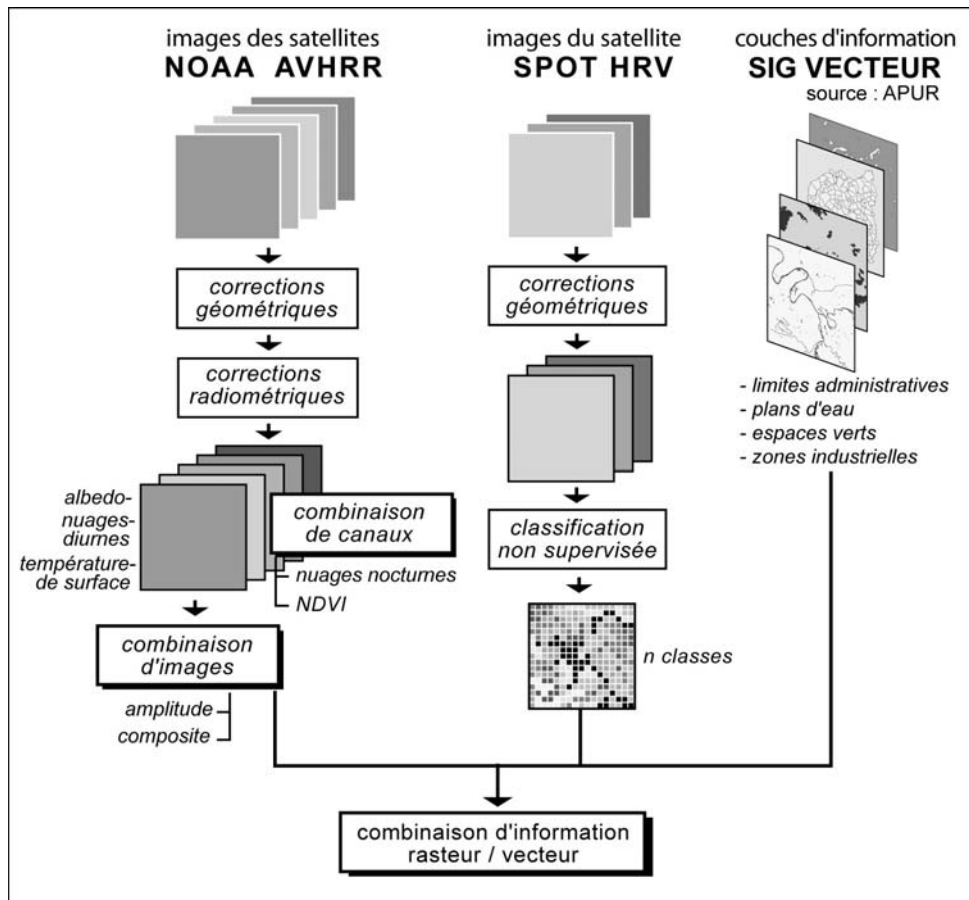 images des satellites
NOAA AVHRR
images du satellite
SPOT HRV
couches d'information
SIG VECTEUR
source : APUR
corrections
géométriques
corrections
radiométriques
albedo-
nuages-
diurnes
température-
de surface
combinaison
de canaux
nuages nocturnes
NDVI
combinaison
d'images
amplitude
composite
corrections
géométriques
classification
non supervisée
n classes
- limites administratives
- plans d'eau
- espaces verts
- zones industrielles
combinaison d'information
rasteur / vecteur